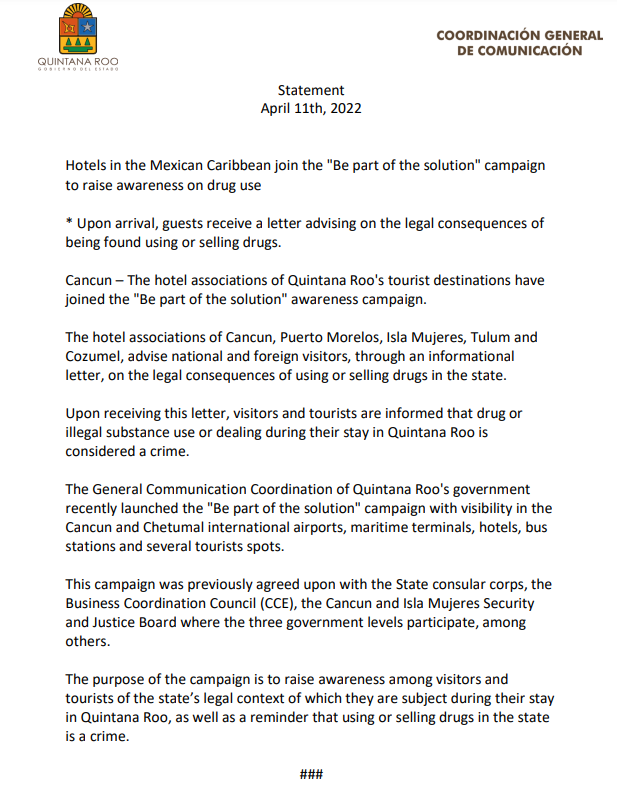 QUINTANA ROO
GOBIERNO DEL ESTADO
COORDINACIÓN GENERAL
DE COMUNICACIÓN
Statement
April 11th, 2022
Hotels in the Mexican Caribbean join the "Be part of the solution" campaign
to raise awareness on drug use
* Upon arrival, guests receive a letter advising on the legal consequences of
being found using or selling drugs.
Cancun – The hotel associations of Quintana Roo's tourist destinations have
joined the "Be part of the solution" awareness campaign.
The hotel associations of Cancun, Puerto Morelos, Isla Mujeres, Tulum and
Cozumel, advise national and foreign visitors, through an informational
letter, on the legal consequences of using or selling drugs in the state.
Upon receiving this letter, visitors and tourists are informed that drug or
illegal substance use or dealing during their stay in Quintana Roo is
considered a crime.
The General Communication Coordination of Quintana Roo's government
recently launched the "Be part of the solution" campaign with visibility in the
Cancun and Chetumal international airports, maritime terminals, hotels, bus
stations and several tourists spots.
This campaign was previously agreed upon with the State consular corps, the
Business Coordination Council (CCE), the Cancun and Isla Mujeres Security
and Justice Board where the three government levels participate, among
others.
The purpose of the campaign is to raise awareness among visitors and
tourists of the state’s legal context of which they are subject during their stay
in Quintana Roo, as well as a reminder that using or selling drugs in the state
is a crime.
###